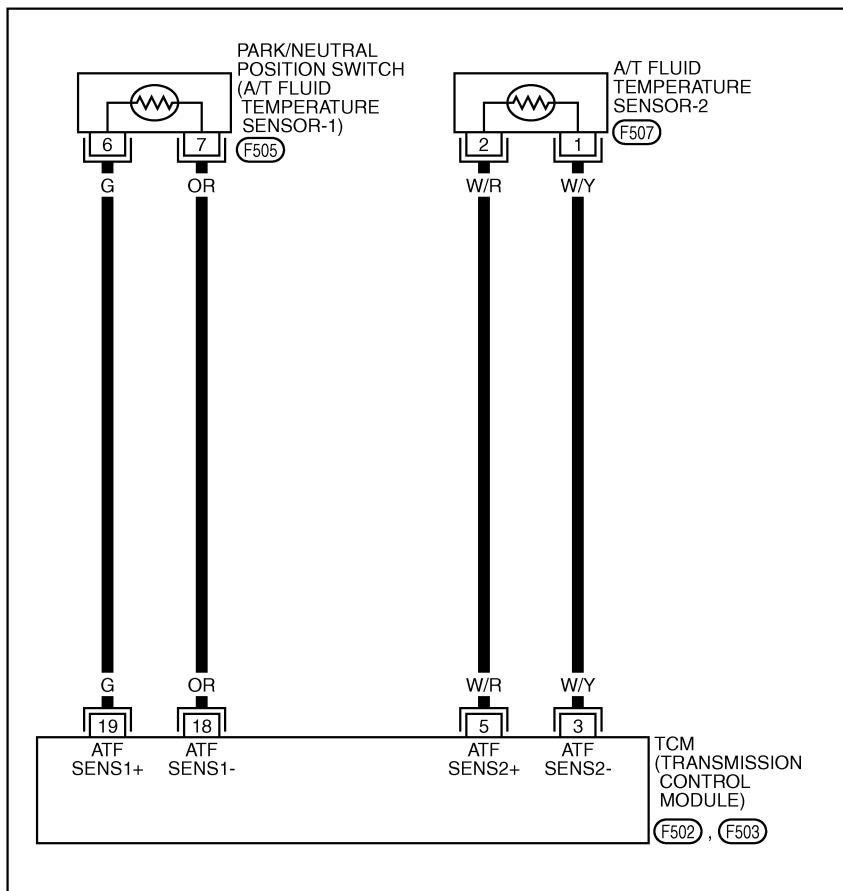 PARK/NEUTRAL
POSITION SWITCH
(A/T FLUID
TEMPERATURE
SENSOR-1)
F505
A/T FLUID
TEMPERATURE
SENSOR-2
F507
6 7 2 1
G OR W/R W/Y
G OR W/R W/Y
19 18 5 3
ATF ATF ATF ATF
SENS1+ SENS1- SENS2+ SENS2-
TCM
(TRANSMISSION
CONTROL
MODULE)
F502 , F503